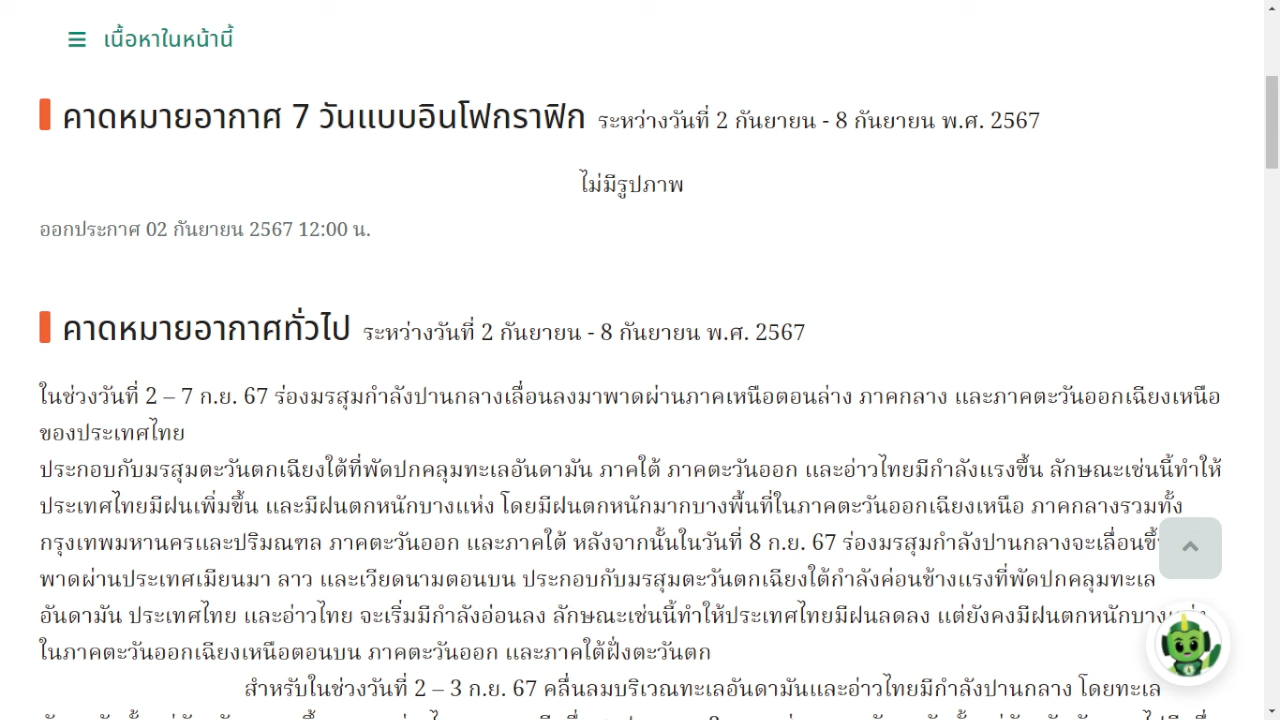 เนื้อหาในหน้านี้
คาดหมายอากาศ 7 วันแบบอินโฟกราฟิก ระหว่างวันที่ 2 กันยายน - 8 กันยายน พ.ศ. 2567
ไม่มีรูปภาพ
ออกประกาศ 02 กันยายน 2567 12:00 น.
คาดหมายอากาศทั่วไป ระหว่างวันที่ 2 กันยายน - 8 กันยายน พ.ศ. 2567
ในช่วงวันที่ 2 – 7 ก.ย. 67 ร่องมรสุมกำลังปานกลางเลื่อนลงมาพาดผ่านภาคเหนือตอนล่าง ภาคกลาง และภาคตะวันออกเฉียงเหนือ
ของประเทศไทย
ประกอบกับมรสุมตะวันตกเฉียงใต้ที่พัดปกคลุมทะเลอันดามัน ภาคใต้ ภาคตะวันออก และอ่าวไทยมีกำลังแรงขึ้น ลักษณะเช่นนี้ทำให้
ประเทศไทยมีฝนเพิ่มขึ้น และมีฝนตกหนักบางแห่ง โดยมีฝนตกหนักมากบางพื้นที่ในภาคตะวันออกเฉียงเหนือ ภาคกลางรวมทั้ง
กรุงเทพมหานครและปริมณฑล ภาคตะวันออก และภาคใต้ หลังจากนั้นในวันที่ 8 ก.ย. 67 ร่องมรสุมกำลังปานกลางจะเลื่อนขึ้
พาดผ่านประเทศเมียนมา ลาว และเวียดนามตอนบน ประกอบกับมรสุมตะวันตกเฉียงใต้กำลังค่อนข้างแรงที่พัดปกคลุมทะเล
อันดามัน ประเทศไทย และอ่าวไทย จะเริ่มมีกำลังอ่อนลง ลักษณะเช่นนี้ทำให้ประเทศไทยมีฝนลดลง แต่ยังคงมีฝนตกหนักบางแห่ง
ในภาคตะวันออกเฉียงเหนือตอนบน ภาคตะวันออก และภาคใต้ฝั่งตะวันตก
สำหรับในช่วงวันที่ 2 – 3 ก.ย. 67 คลื่นลมบริเวณทะเลอันดามันและอ่าวไทยมีกำลังปานกลาง โดยทะเล